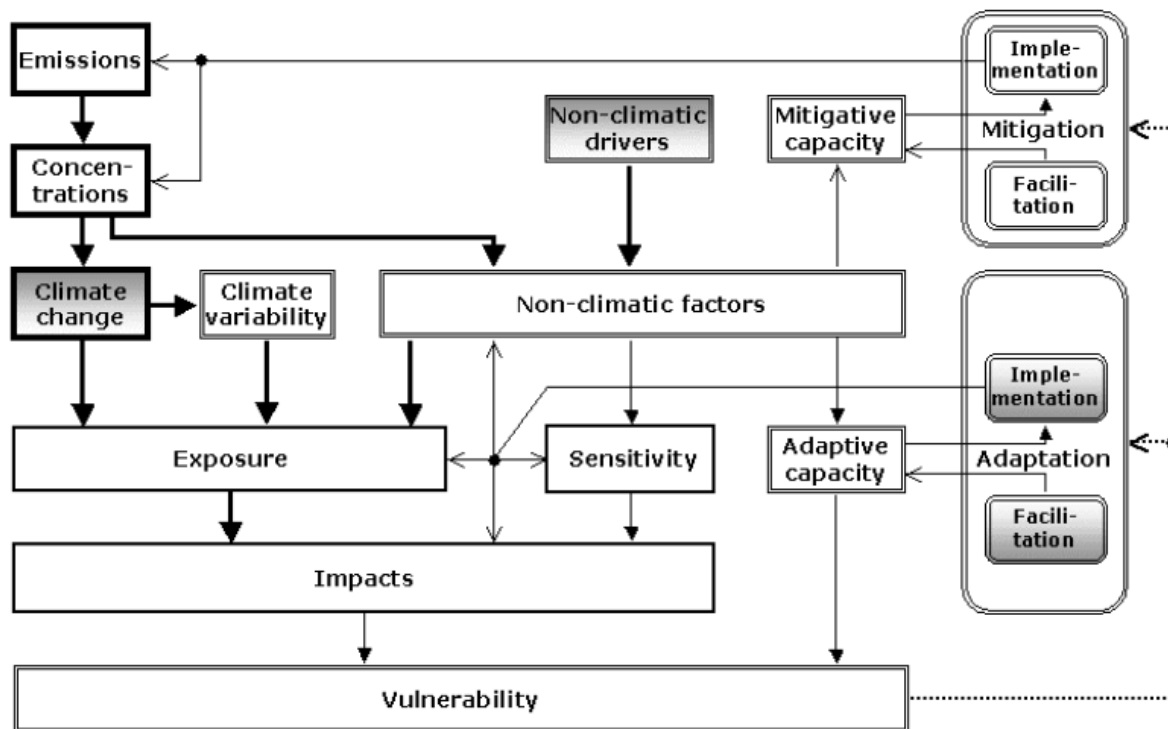 Emissions
Imple-
mentation
Non-climatic
drivers
Mitigative
capacity
Mitigation
Concen-
trations
Facili-
tation
Climate
change
Climate
variability
Non-climatic factors
Imple-
mentation
Exposure
Sensitivity
Adaptive
capacity
Adaptation
Facili-
tation
Impacts
Vulnerability